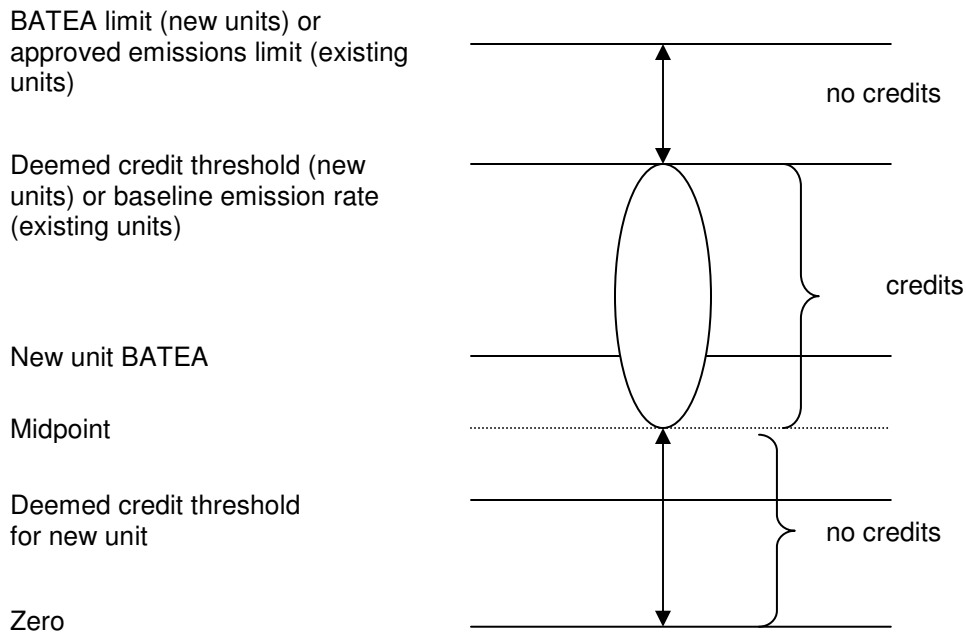 BATEA limit (new units) or
approved emissions limit (existing
units)
no credits
Deemed credit threshold (new
units) or baseline emission rate
(existing units)
credits
New unit BATEA
Midpoint
Deemed credit threshold
for new unit
no credits
Zero